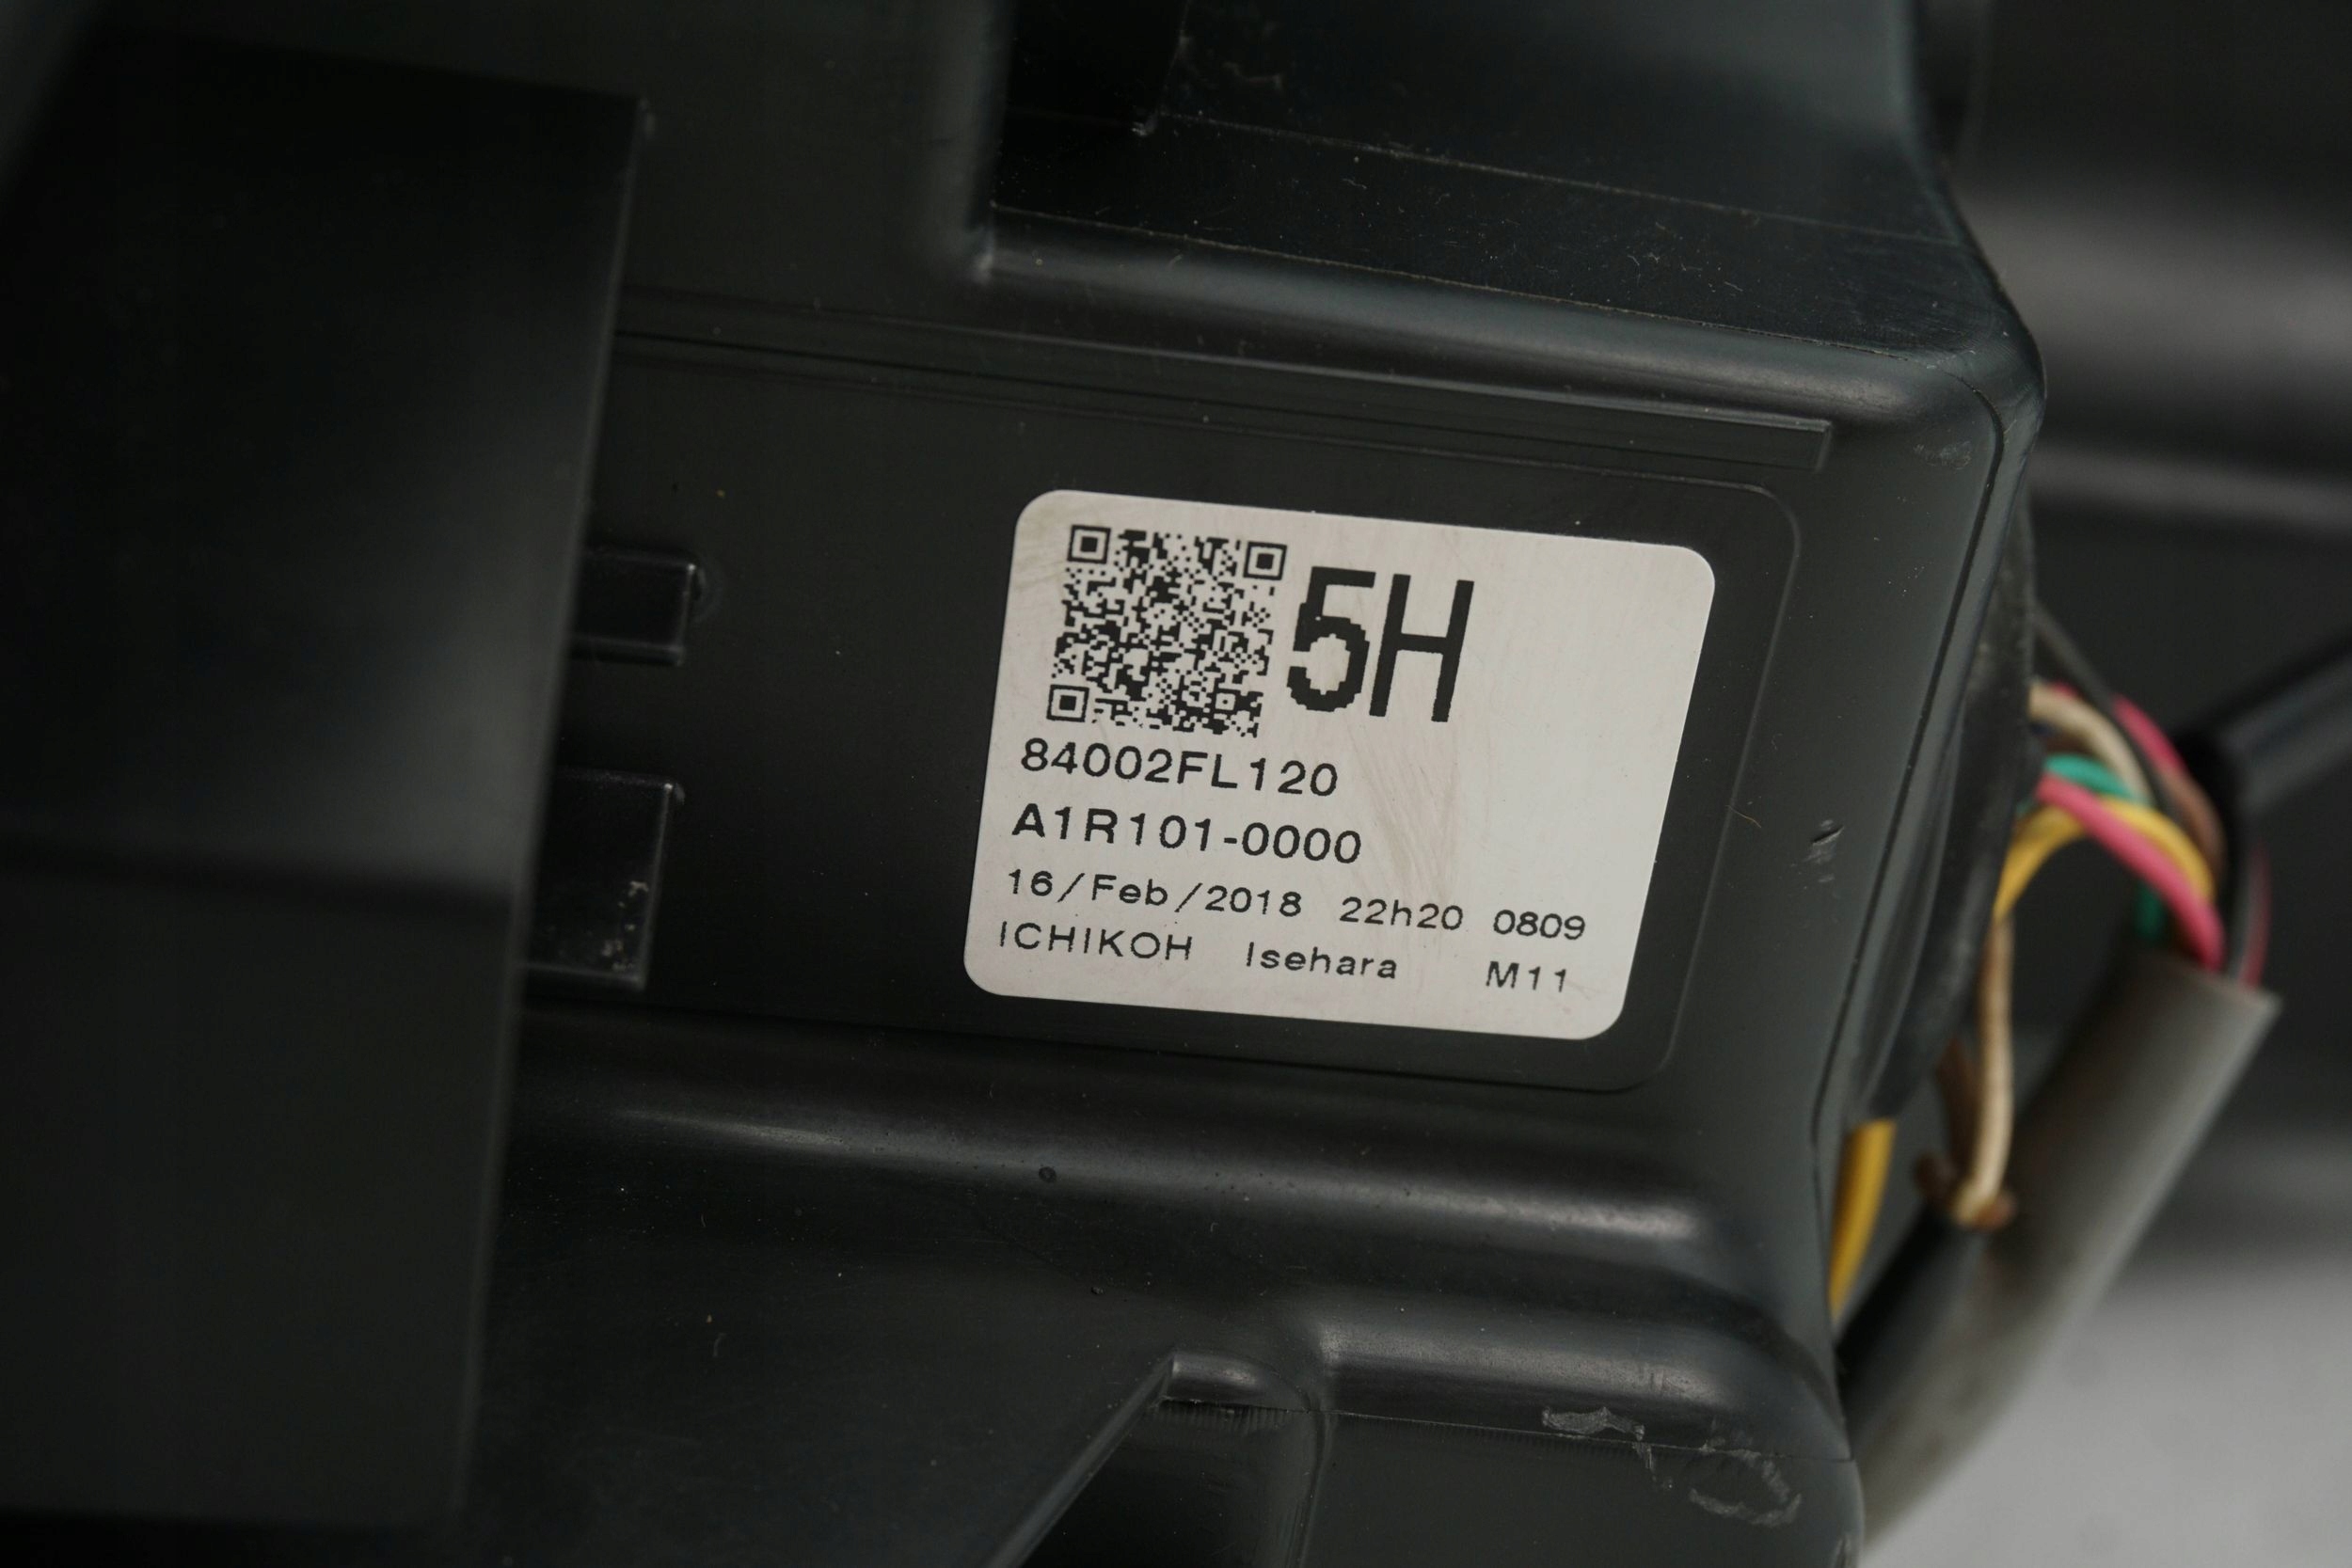 5H
84002FL120
A1R101-0000
16/Feb/2018 22h20 0809
ICHIKOH Isehara M11